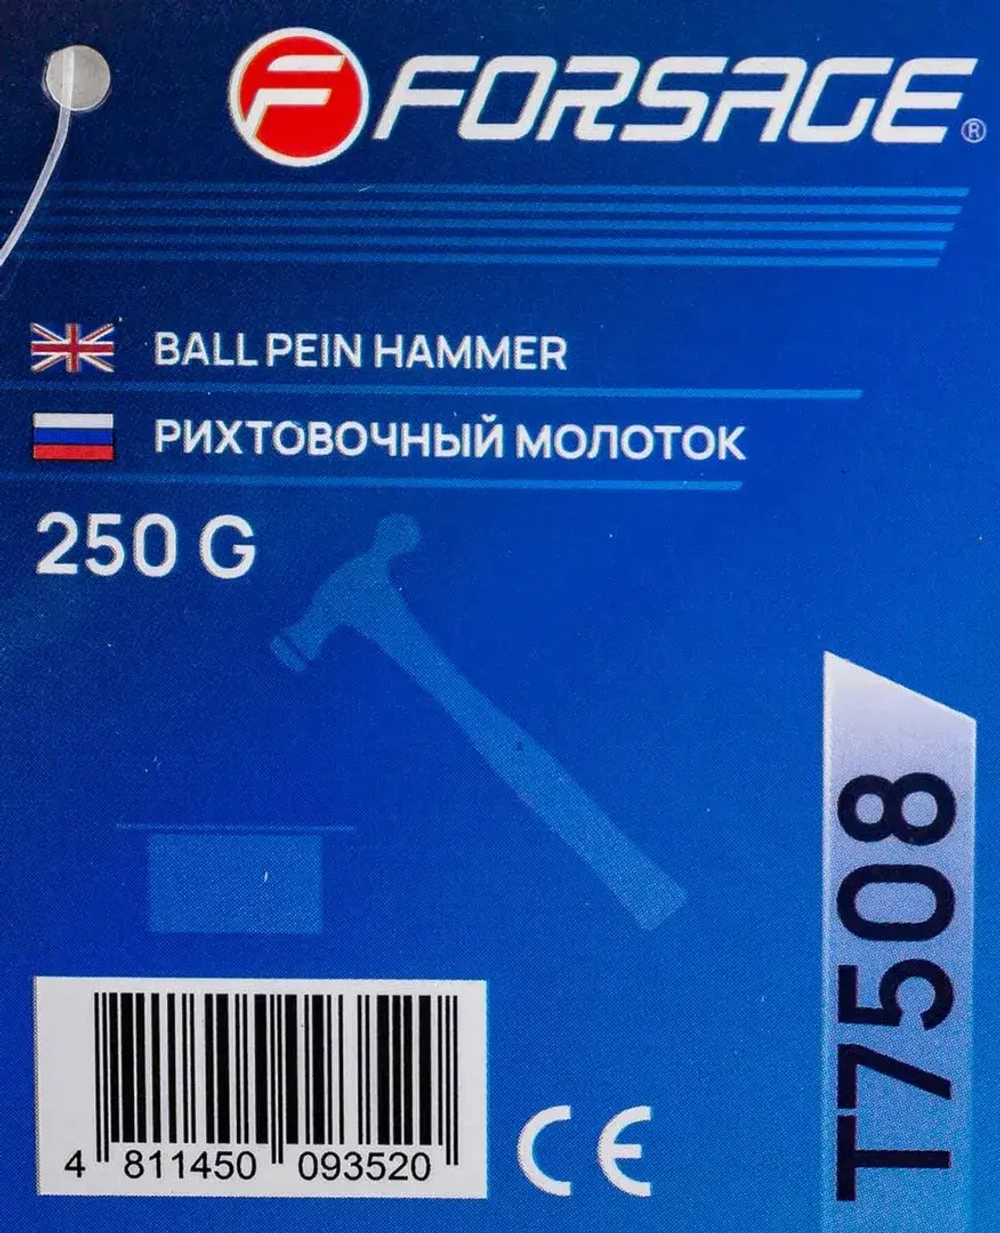 FORSAGE®
BALL PEIN HAMMER
РИХТОВОЧНЫЙ МОЛОТОК
250 G
T7508
4 811450 093520
CE